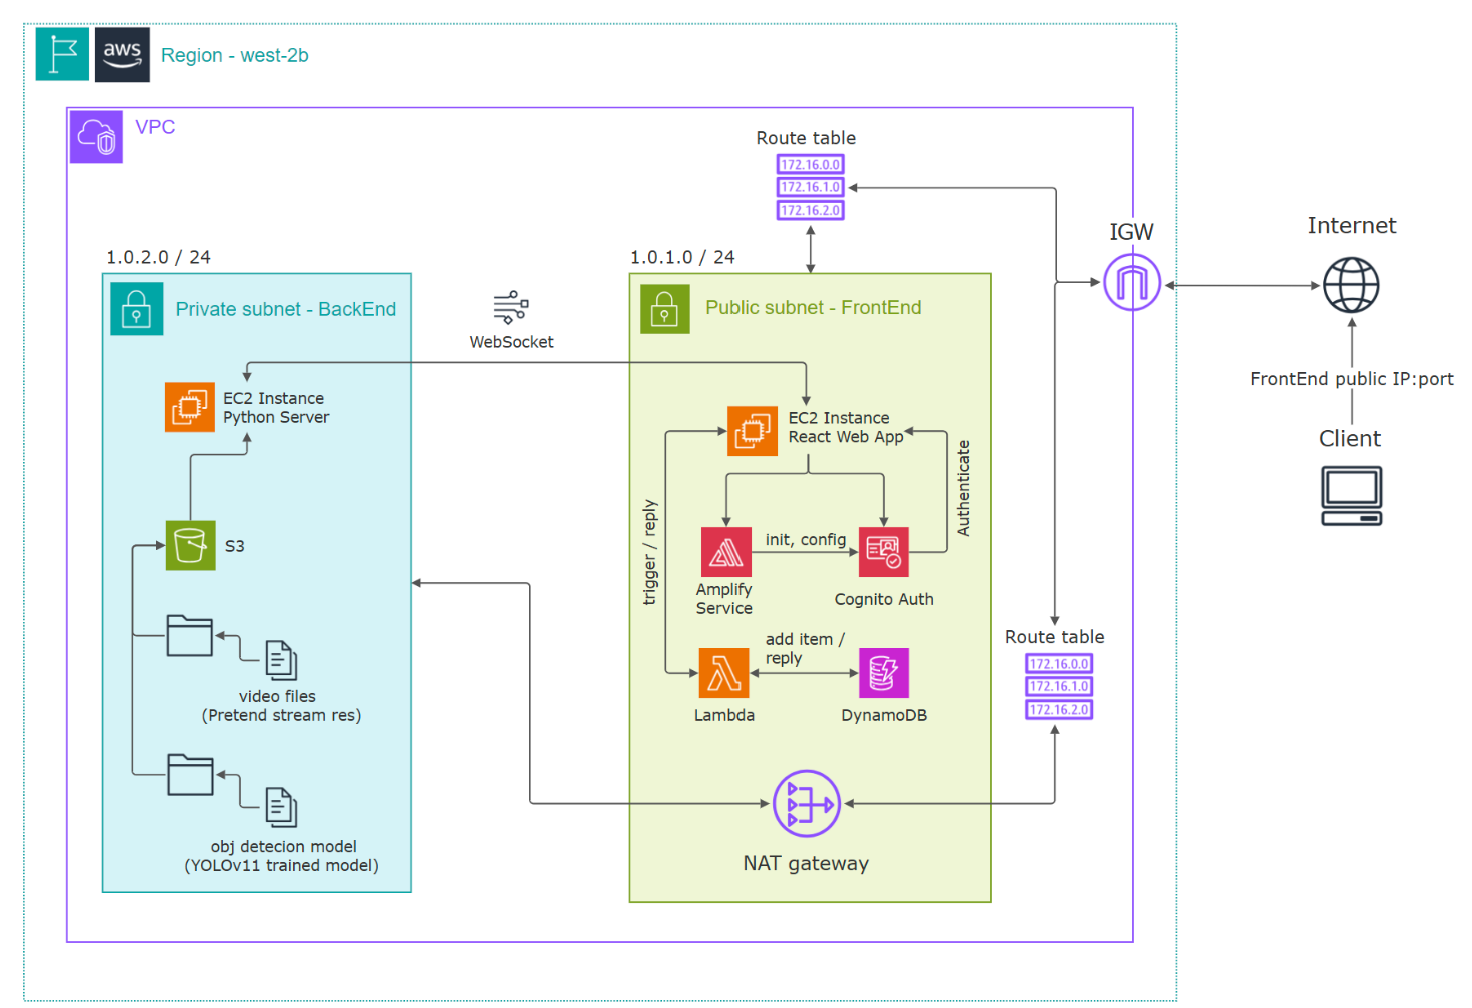 aws
Region - west-2b
VPC
Route table
172.16.0.0
172.16.1.0
172.16.2.0
IGW
Internet
1.0.2.0 / 24
1.0.1.0 / 24
Private subnet - BackEnd
WebSocket
Public subnet - FrontEnd
FrontEnd public IP:port
Client
EC2 Instance
Python Server
EC2 Instance
React Web App
Authenticate
trigger / reply
S3
init, config
Amplify
Service
Cognito Auth
add item /
reply
Route table
172.16.0.0
172.16.1.0
172.16.2.0
video files
(Pretend stream res)
Lambda
DynamoDB
obj detecion model
(YOLOv11 trained model)
NAT gateway